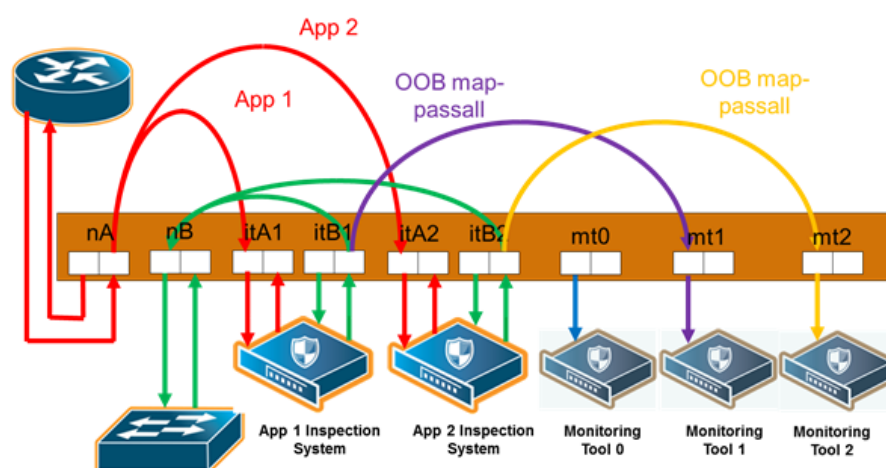 App 2
App 1
OOB map-
passall
OOB map-
passall
nA
nB
itA1
itB1
itA2
itB2
mt0
mt1
mt2
App 1 Inspection
System
App 2 Inspection
System
Monitoring
Tool 0
Monitoring
Tool 1
Monitoring
Tool 2